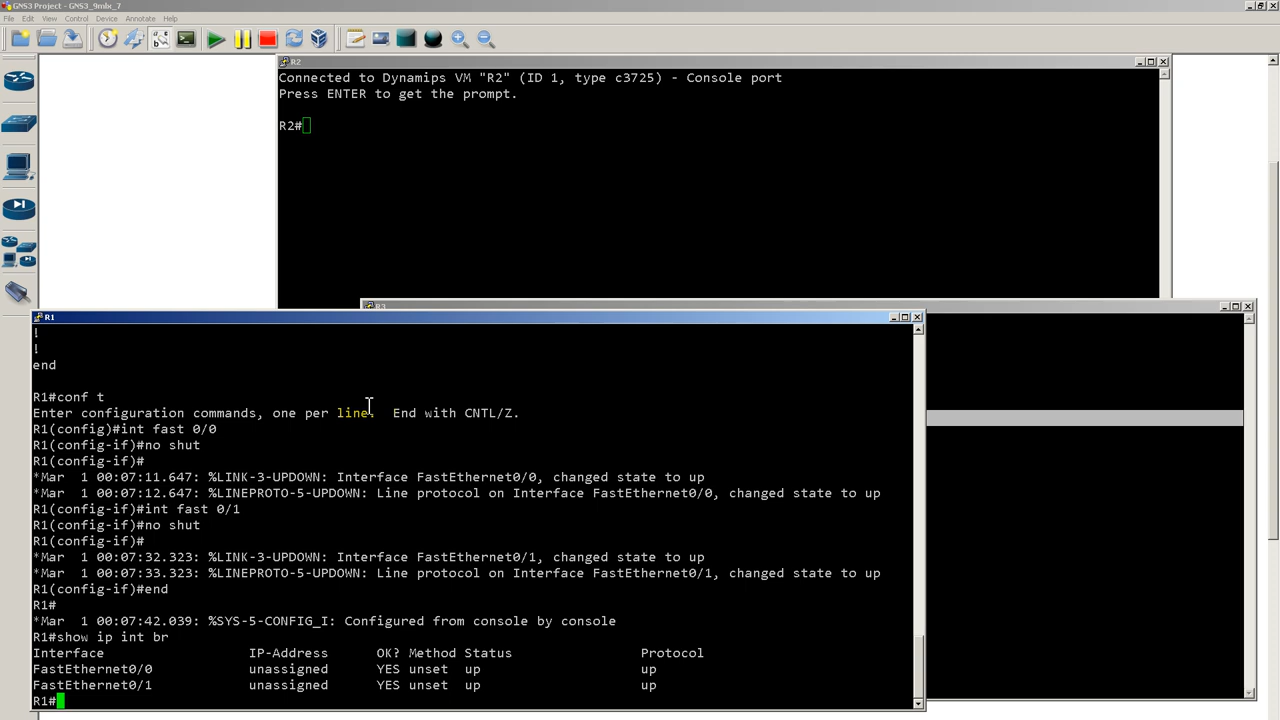 GNS3 Project - GNS3_9mlx_7
File Edit View Control Device Annotate Help
R2
Connected to Dynamips VM "R2" (ID 1, type c3725) - Console port
Press ENTER to get the prompt.
R2#
R3
R1
!
!
end
R1#conf t
Enter configuration commands, one per line.  End with CNTL/Z.
R1(config)#int fast 0/0
R1(config-if)#no shut
R1(config-if)#
*Mar  1 00:07:11.647: %LINK-3-UPDOWN: Interface FastEthernet0/0, changed state to up
*Mar  1 00:07:12.647: %LINEPROTO-5-UPDOWN: Line protocol on Interface FastEthernet0/0, changed state to up
R1(config-if)#int fast 0/1
R1(config-if)#no shut
R1(config-if)#
*Mar  1 00:07:32.323: %LINK-3-UPDOWN: Interface FastEthernet0/1, changed state to up
*Mar  1 00:07:33.323: %LINEPROTO-5-UPDOWN: Line protocol on Interface FastEthernet0/1, changed state to up
R1(config-if)#end
R1#
*Mar  1 00:07:42.039: %SYS-5-CONFIG_I: Configured from console by console
R1#show ip int br
Interface IP-Address OK? Method Status Protocol
FastEthernet0/0 unassigned YES unset up up
FastEthernet0/1 unassigned YES unset up up
R1#